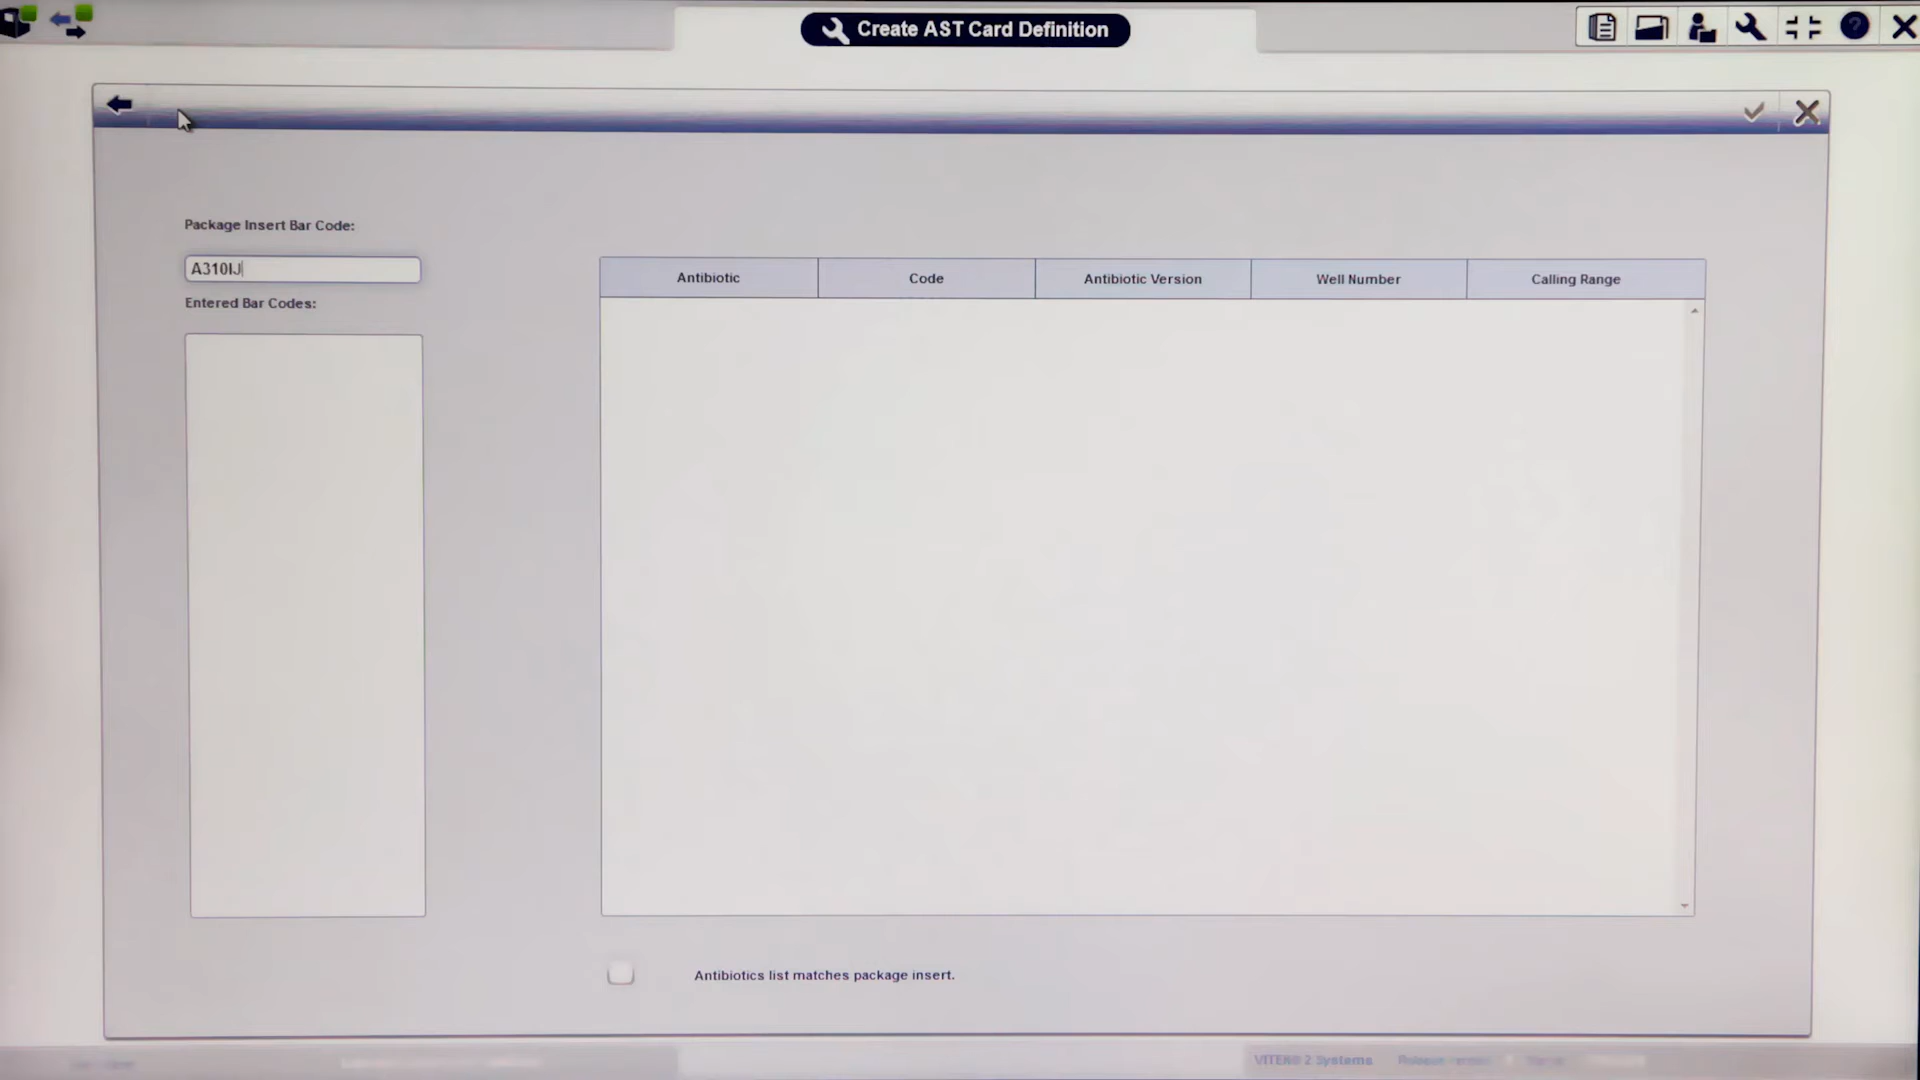 Create AST Card Definition
?
Package Insert Bar Code:
A310IJ
Entered Bar Codes:
Antibiotic Code Antibiotic Version Well Number Calling Range
Antibiotics list matches package insert.
VITEK® 2 Systems